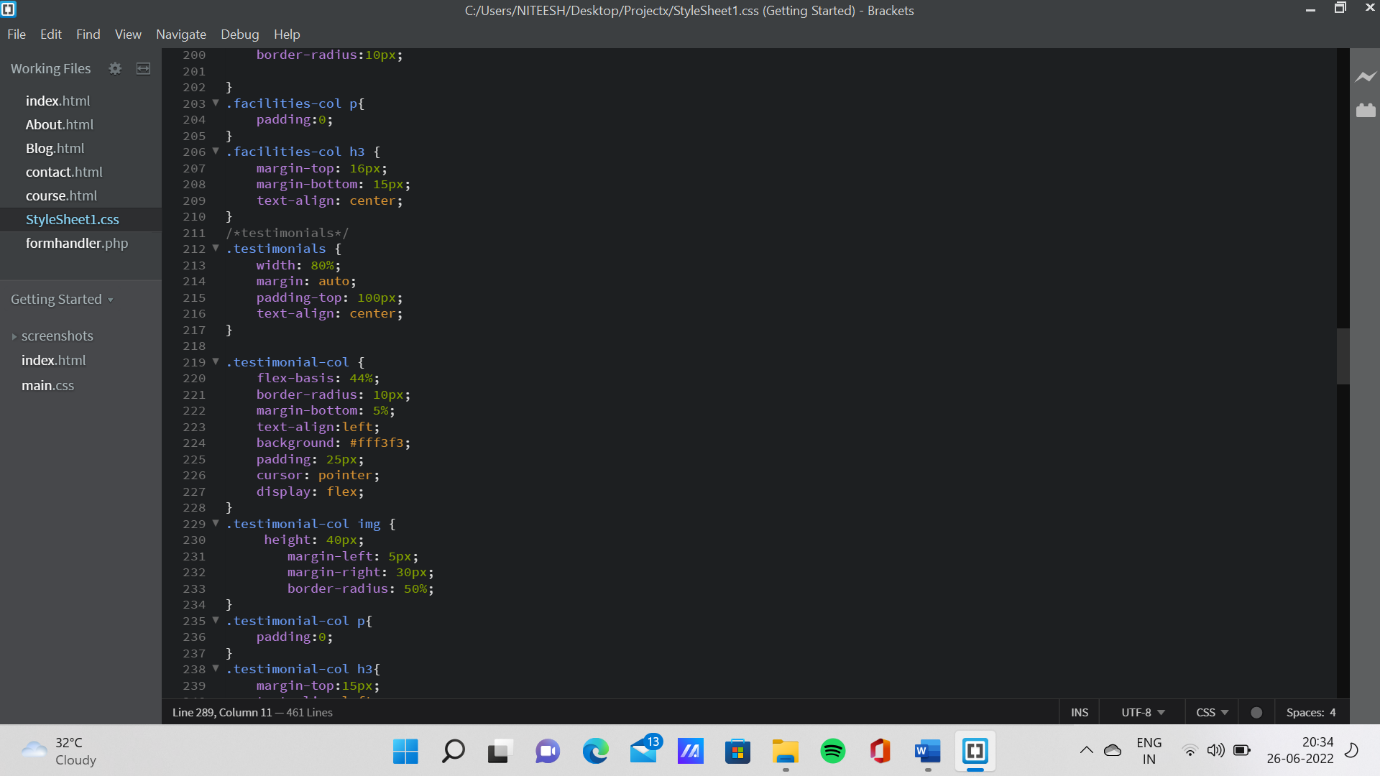 C:/Users/NITEESH/Desktop/Projectx/StyleSheet1.css (Getting Started) - Brackets
File Edit Find View Navigate Debug Help
Working Files
index.html
About.html
Blog.html
contact.html
course.html
StyleSheet1.css
formhandler.php
Getting Started
screenshots
index.html
main.css
200 border-radius:10px;
201
202 }
203 .facilities-col p{
204 padding:0;
205 }
206 .facilities-col h3 {
207 margin-top: 16px;
208 margin-bottom: 15px;
209 text-align: center;
210 }
211 /*testimonials*/
212 .testimonials {
213 width: 80%;
214 margin: auto;
215 padding-top: 100px;
216 text-align: center;
217 }
218
219 .testimonial-col {
220 flex-basis: 44%;
221 border-radius: 10px;
222 margin-bottom: 5%;
223 text-align:left;
224 background: #fff3f3;
225 padding: 25px;
226 cursor: pointer;
227 display: flex;
228 }
229 .testimonial-col img {
230 height: 40px;
231 margin-left: 5px;
232 margin-right: 30px;
233 border-radius: 50%;
234 }
235 .testimonial-col p{
236 padding:0;
237 }
238 .testimonial-col h3{
239 margin-top:15px;
Line 289, Column 11 — 461 Lines
INS UTF-8 CSS Spaces: 4
32°C
Cloudy
13
ENG
IN
20:34
26-06-2022